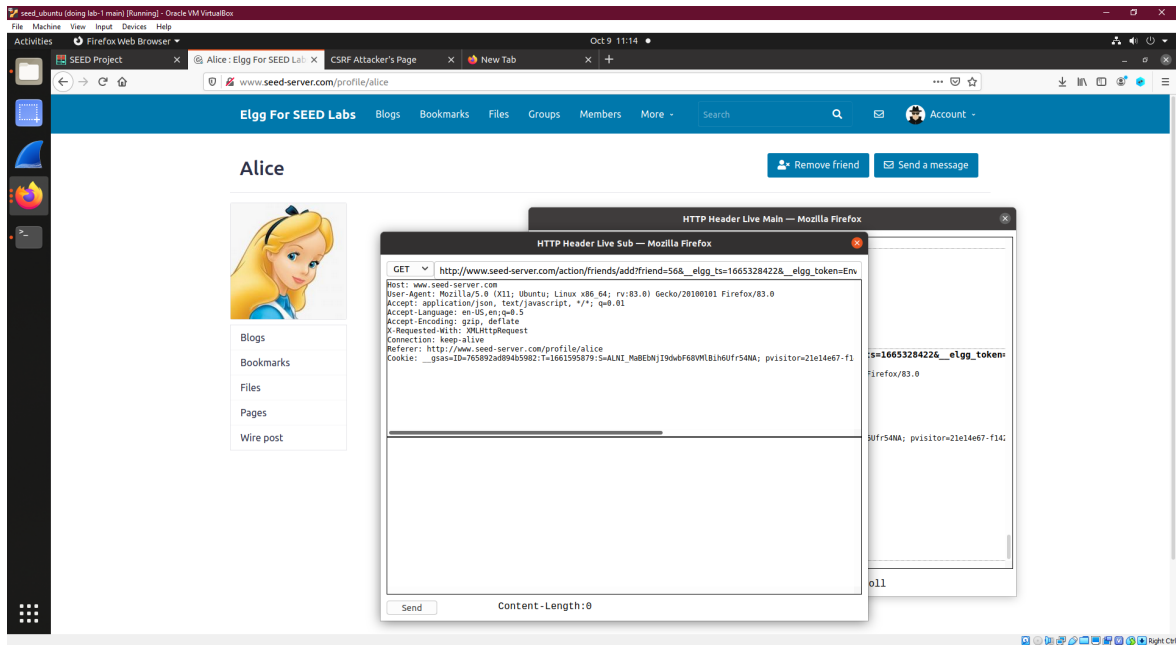 seed_ubuntu (doing lab-1 main) [Running] - Oracle VM VirtualBox
File Machine View Input Devices Help
Activities Firefox Web Browser Oct 9 11:14
SEED Project Alice : Elgg For SEED Lab CSRF Attacker's Page New Tab
www.seed-server.com/profile/alice
Elgg For SEED Labs Blogs Bookmarks Files Groups Members More Search Account
Alice
Remove friend Send a message
HTTP Header Live Main — Mozilla Firefox
HTTP Header Live Sub — Mozilla Firefox
GET http://www.seed-server.com/action/friends/add?friend=56&__elgg_ts=1665328422&__elgg_token=Env
Host: www.seed-server.com
User-Agent: Mozilla/5.0 (X11; Ubuntu; Linux x86_64; rv:83.0) Gecko/20100101 Firefox/83.0
Accept: application/json, text/javascript, */*; q=0.01
Accept-Language: en-US,en;q=0.5
Accept-Encoding: gzip, deflate
X-Requested-With: XMLHttpRequest
Connection: keep-alive
Referer: http://www.seed-server.com/profile/alice
Cookie: __gsas=ID=765892ad894b5982:T=1661595879:S=ALNI_MaBEbNjI9dwbF68VMlBih6Ufr54NA; pvisitor=21e14e67-f1
:s=1665328422&__elgg_token=
Firefox/83.0
6Ufr54NA; pvisitor=21e14e67-f142
Blogs
Bookmarks
Files
Pages
Wire post
oll
Send Content-Length:0
Right Ctrl